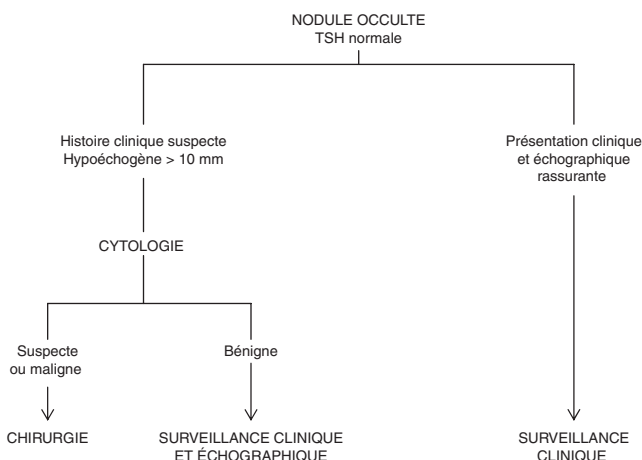 NODULE OCCULTE
TSH normale
Histoire clinique suspecte
Hypoéchogène > 10 mm
Présentation clinique
et échographique
rassurante
CYTOLOGIE
Suspecte
ou maligne
Bénigne
CHIRURGIE
SURVEILLANCE CLINIQUE
ET ÉCHOGRAPHIQUE
SURVEILLANCE
CLINIQUE